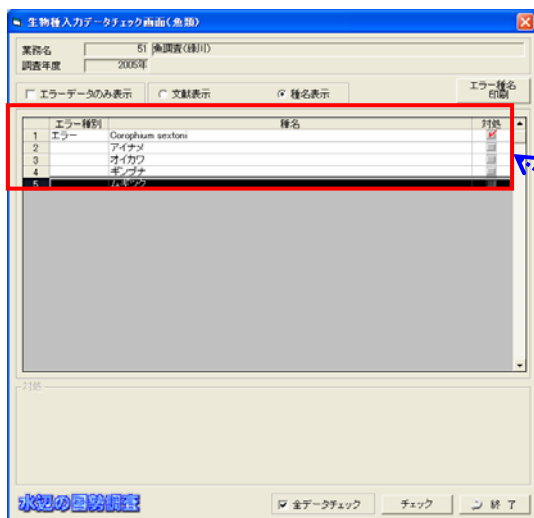 生物種入力データチェック画面(魚類)
業務名 51 魚調査(緑川)
調査年度 2005年
エラーデータのみ表示 文献表示 種名表示 エラー種名印刷
エラー種別 種名 対処
1 エラー Corophium sextoni
2 アイナメ
3 オイカワ
4 ギンブナ
5 ムギツク
対処
水辺の国勢調査 全データチェック チェック 終 了